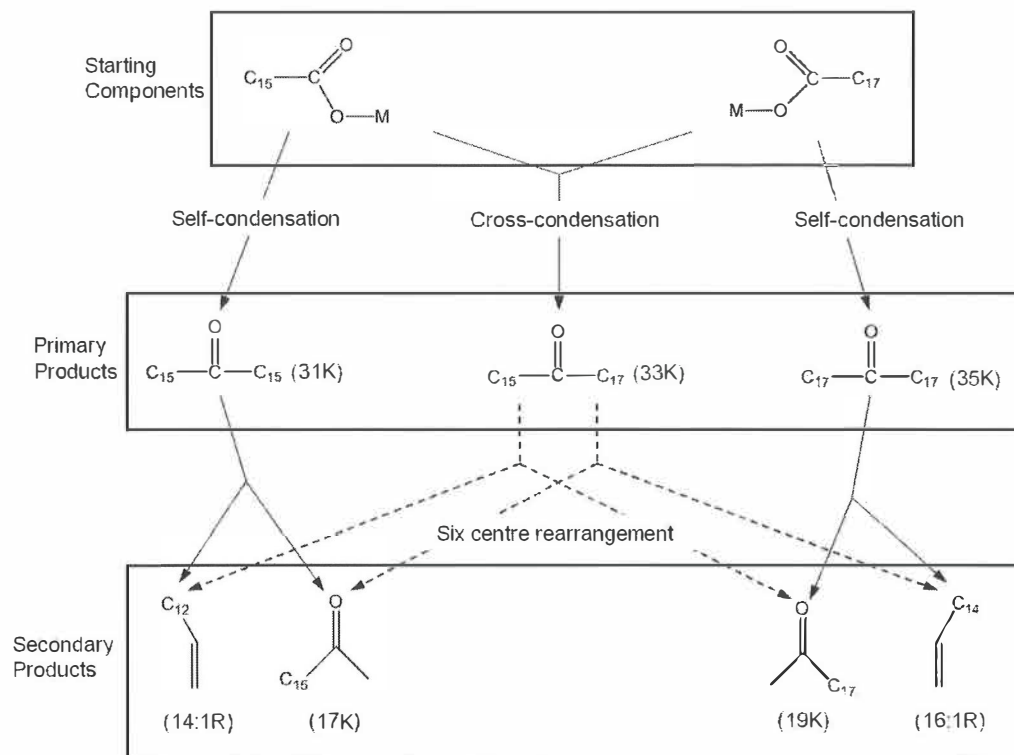 Starting
Components
O
C15 C
O M
O
C C17
M O
Self-condensation
Cross-condensation
Self-condensation
Primary
Products
O
C15 C C15 (31K)
O
C15 C C17 (33K)
O
C17 C C17 (35K)
Six centre rearrangement
Secondary
Products
C12
(14:1R)
O
C15
(17K)
O
C17
(19K)
C14
(16:1R)